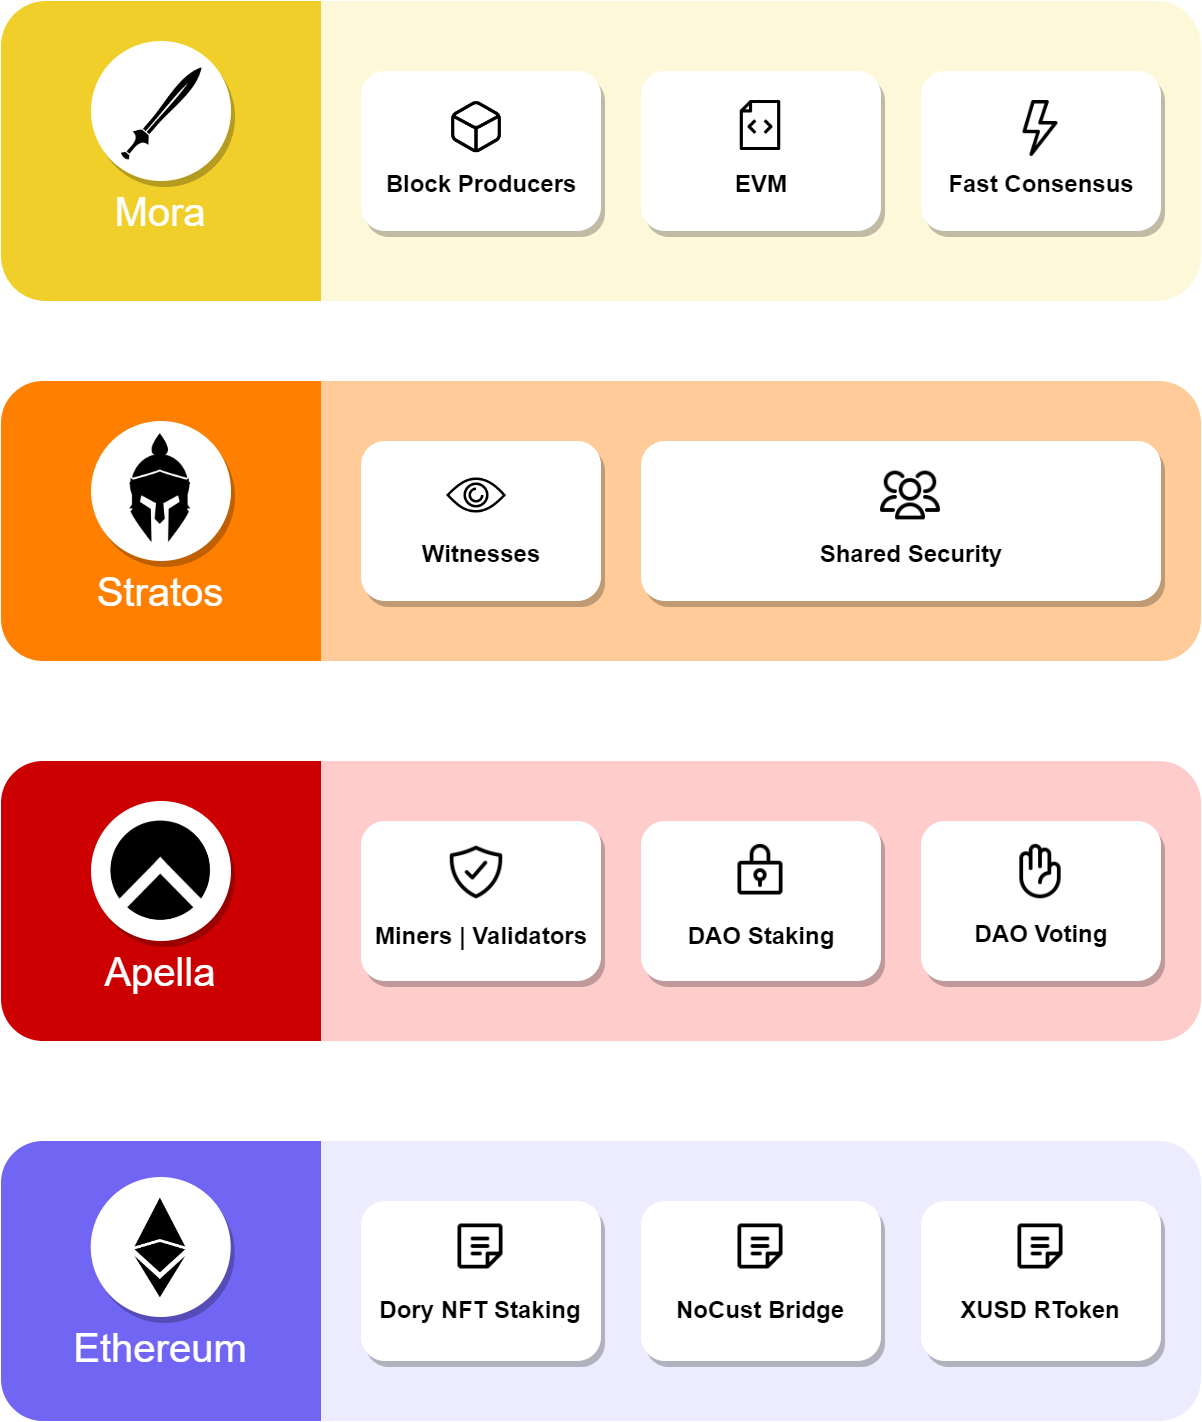 Mora
Block Producers
EVM
Fast Consensus
Stratos
Witnesses
Shared Security
Apella
Miners | Validators
DAO Staking
DAO Voting
Ethereum
Dory NFT Staking
NoCust Bridge
XUSD RToken